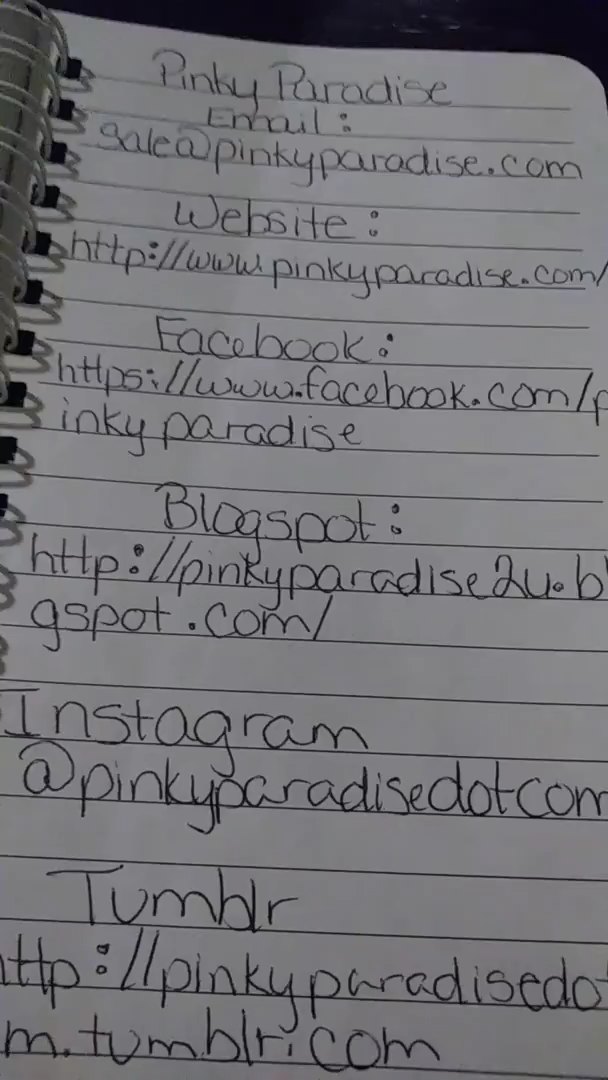 Pinky Paradise
Email:
sale@pinkyparadise.com
Website:
http://www.pinkyparadise.com/
Facebook:
https://www.facebook.com/p
inkyparadise
Blogspot:
http://pinkyparadise2u.b
gspot.com/
Instagram
@pinkyparadisedotcom
Tumblr
ttp://pinkyparadisedo
m.tumblr.com